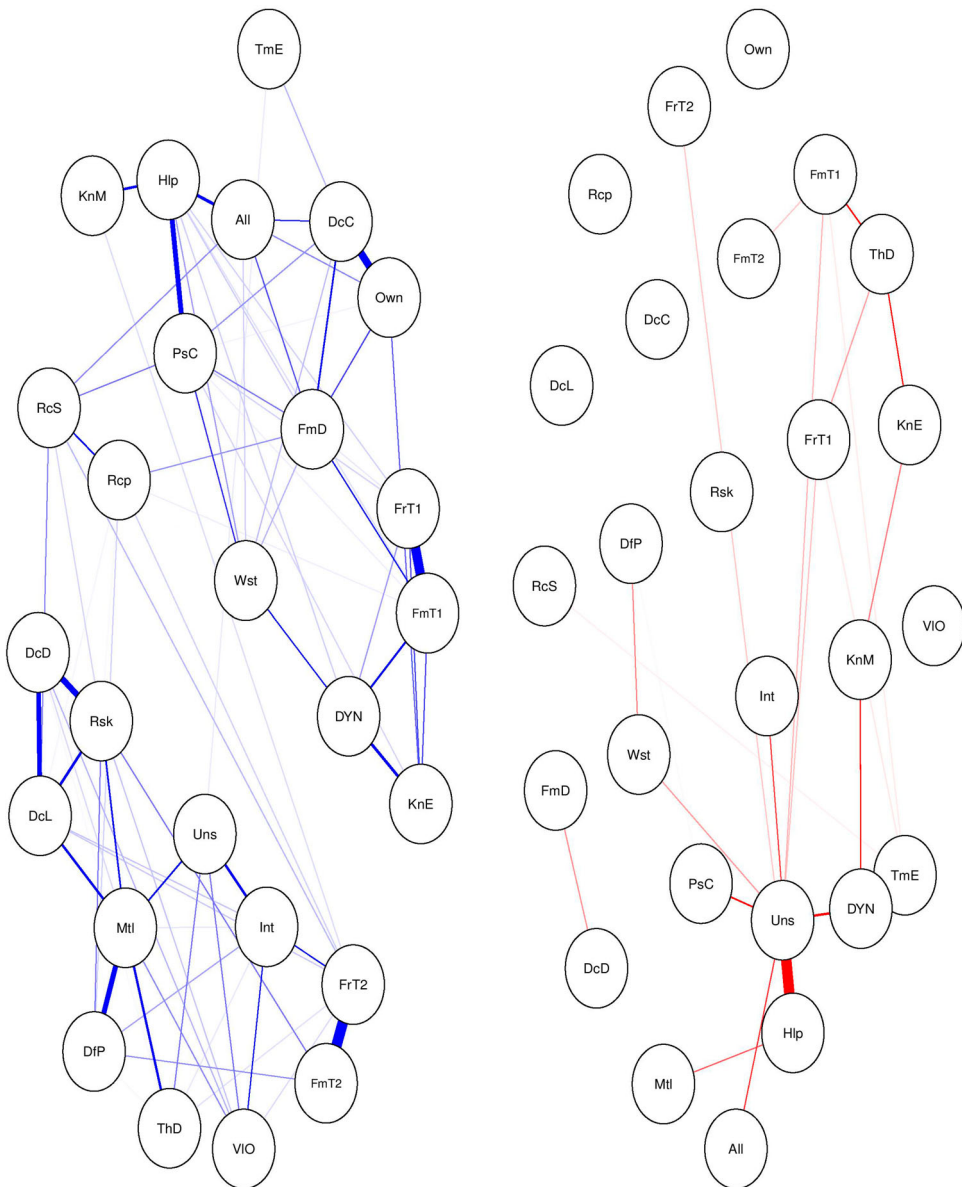 TmE
Hlp
KnM
All
DcC
Own
PsC
RcS
FmD
Rcp
FrT1
Wst
FmT1
DcD
Rsk
DYN
KnE
DcL
Uns
Mtl
Int
FrT2
DfP
FmT2
ThD
VIO
Own
FrT2
FmT1
Rcp
FmT2
ThD
DcC
DcL
KnE
FrT1
Rsk
DfP
RcS
VIO
KnM
Int
Wst
FmD
TmE
PsC
DYN
Uns
DcD
Hlp
Mtl
All